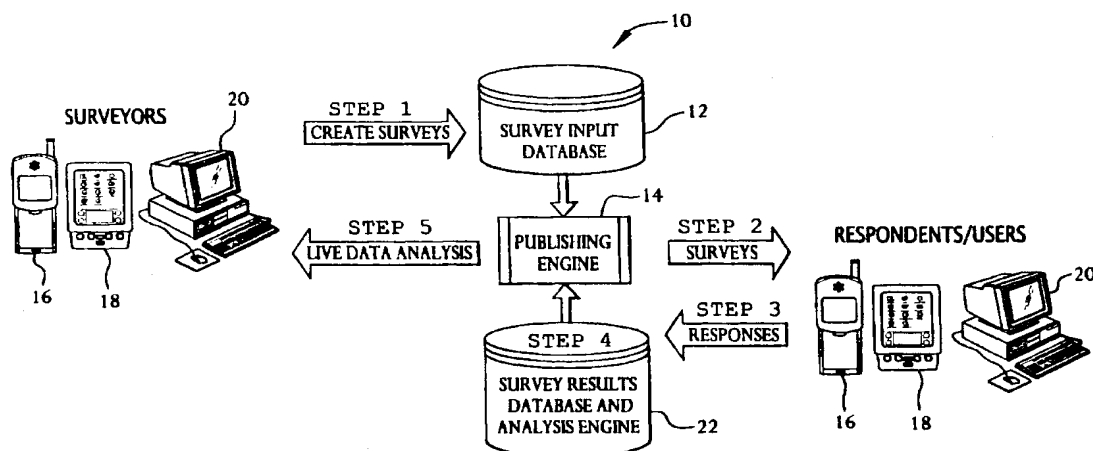 10
20
SURVEYORS
STEP 1
CREATE SURVEYS
SURVEY INPUT
DATABASE
12
14
STEP 5
LIVE DATA ANALYSIS
PUBLISHING
ENGINE
STEP 2
SURVEYS
RESPONDENTS/USERS
16
18
20
STEP 3
RESPONSES
STEP 4
SURVEY RESULTS
DATABASE AND
ANALYSIS ENGINE
22
16
18